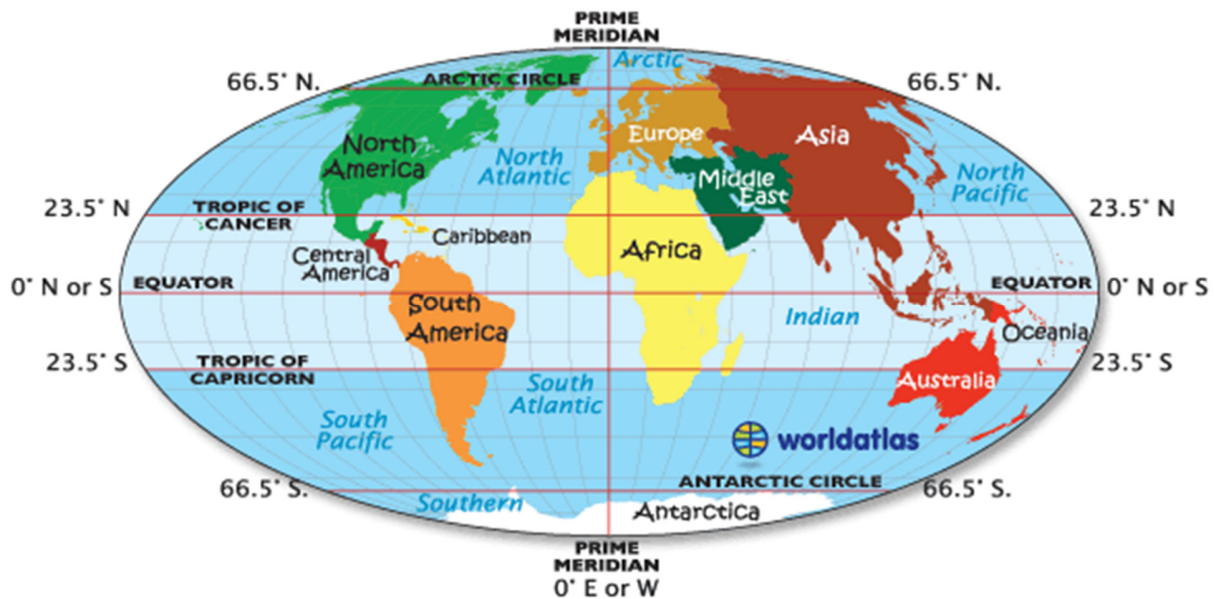 PRIME
MERIDIAN
Arctic
66.5° N.
ARCTIC CIRCLE
66.5° N.
North
America
Europe
Asia
North
Atlantic
Middle
East
North
Pacific
23.5° N
TROPIC OF
CANCER
23.5° N
Caribbean
Central
America
Africa
0° N or S
EQUATOR
EQUATOR
0° N or S
South
America
Indian
Oceania
23.5° S
TROPIC OF
CAPRICORN
23.5° S
Australia
South
Atlantic
South
Pacific
worldatlas
66.5° S.
ANTARCTIC CIRCLE
66.5° S.
Southern
Antarctica
PRIME
MERIDIAN
0° E or W